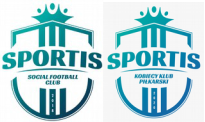 SPORTIS
SOCIAL FOOTBALL
CLUB
SPORTIS
KOBIECY KLUB
PIŁKARSKI